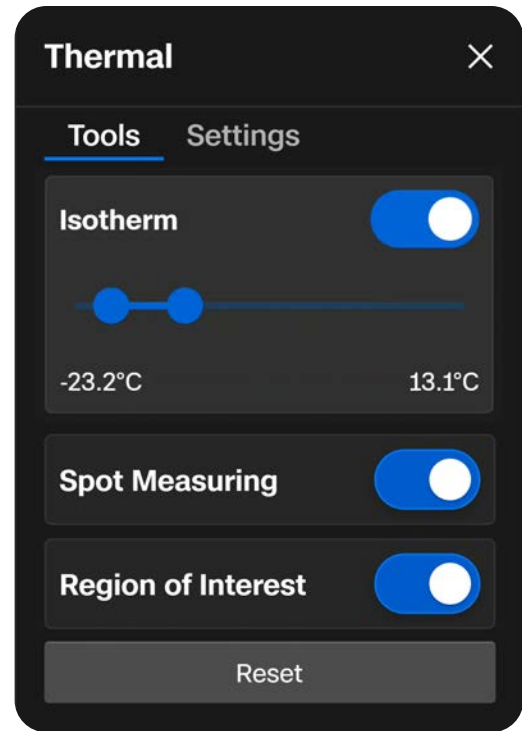 Thermal
Tools Settings
Isotherm
-23.2°C 13.1°C
Spot Measuring
Region of Interest
Reset